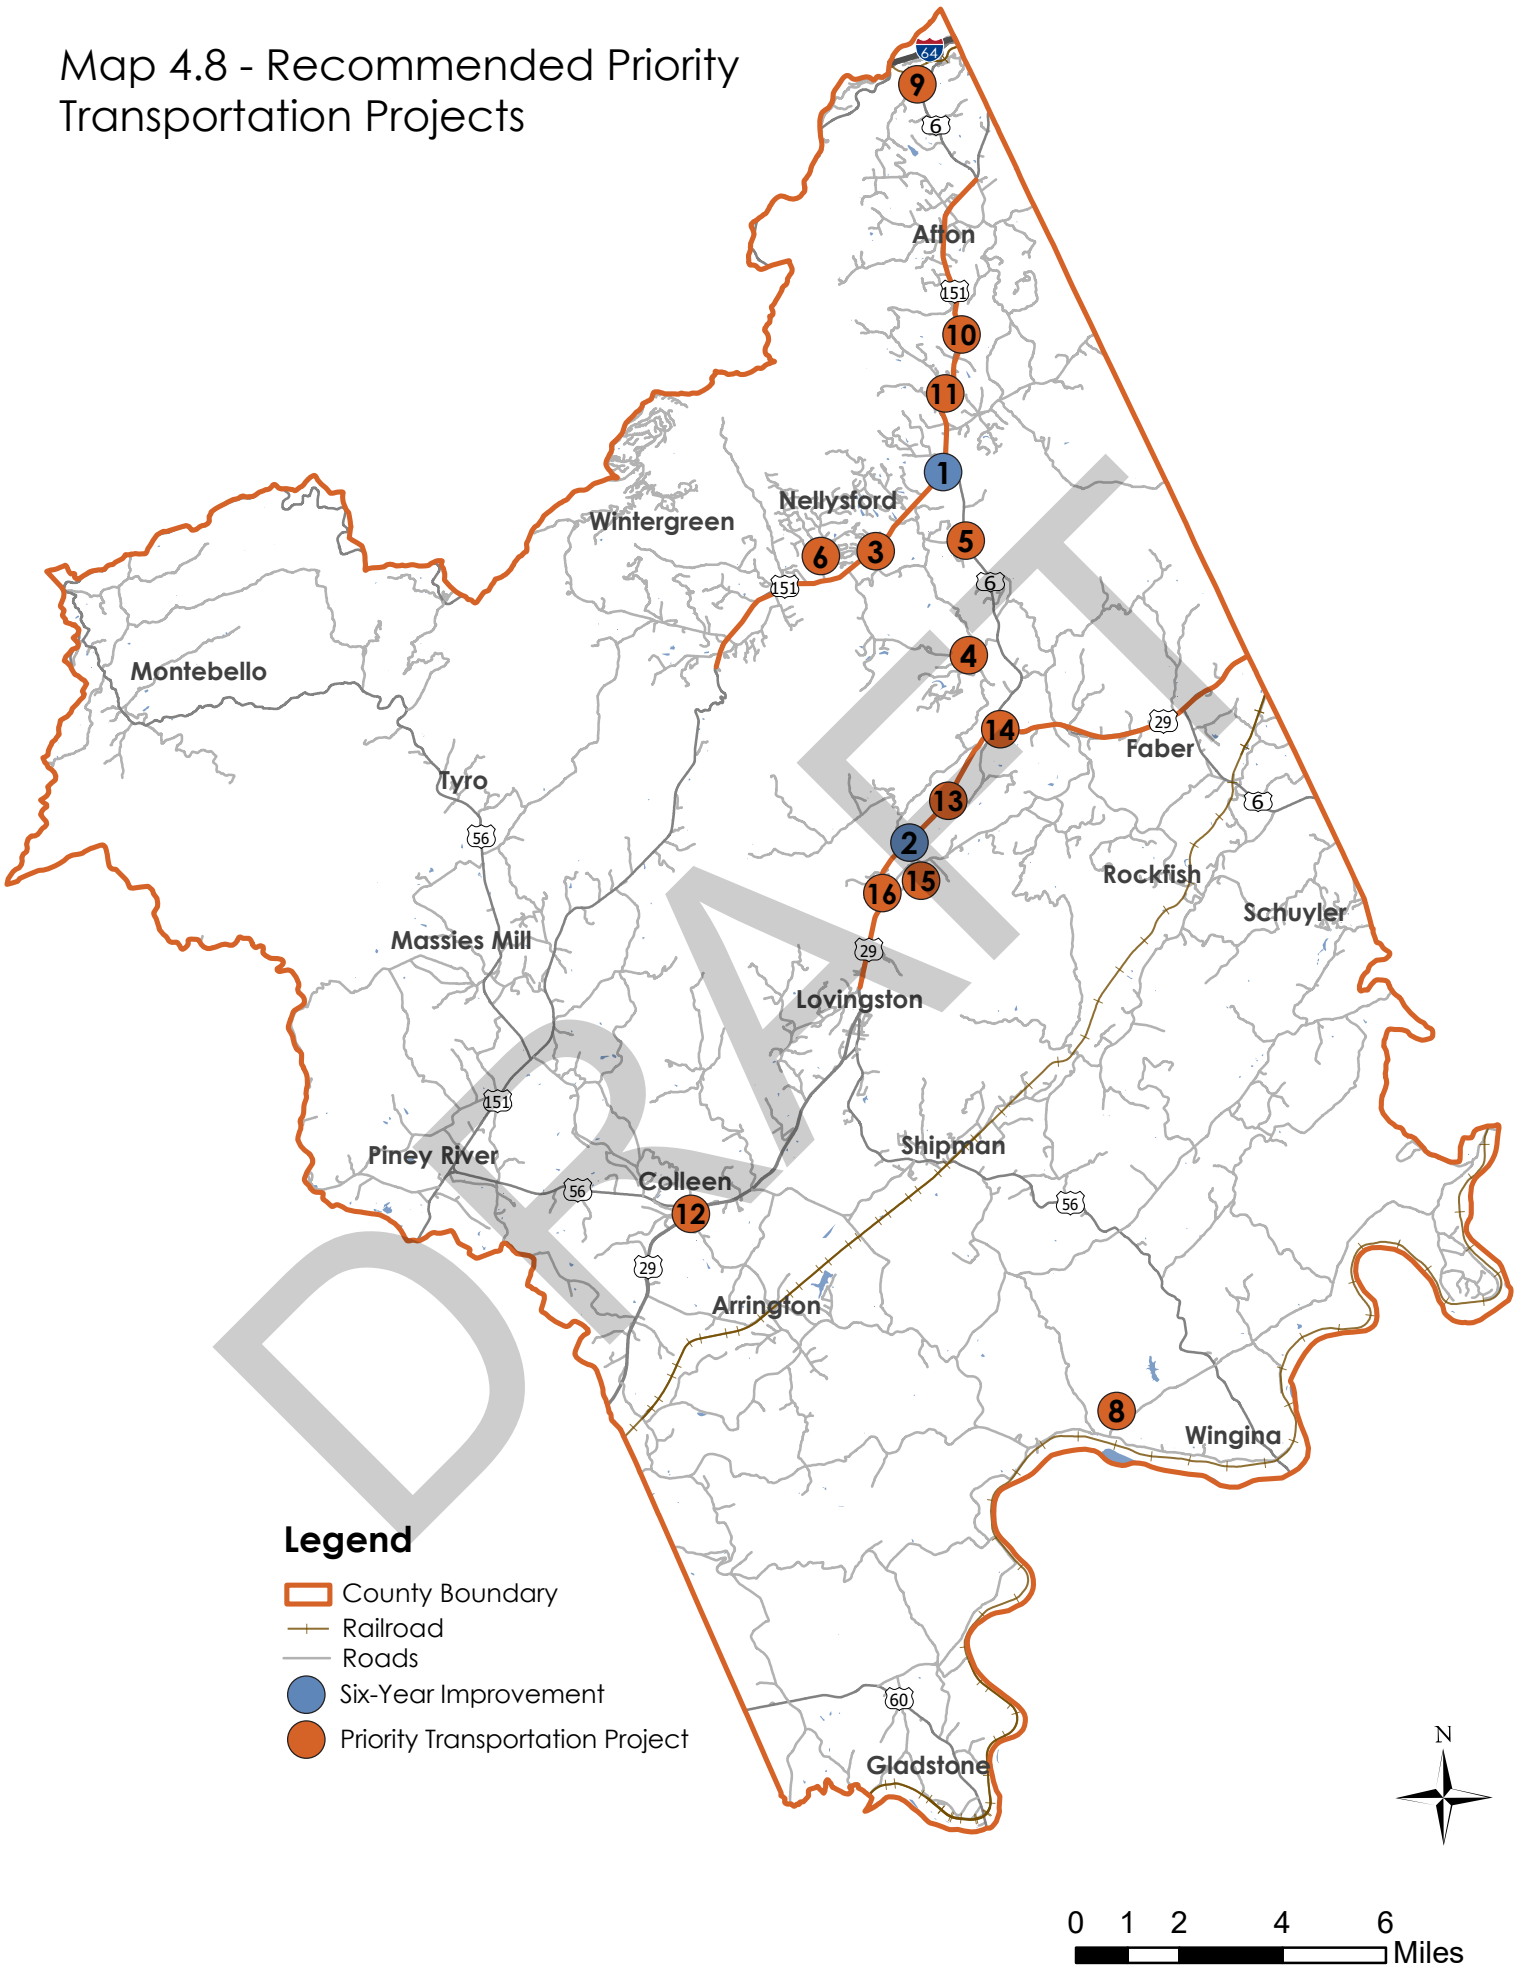 Map 4.8 - Recommended Priority
Transportation Projects
64
9
6
Afton
151
10
11
1
Nellysford
Wintergreen
5
3
6
6
151
4
Montebello
29
14
Faber
Tyro
13
6
56
2
Rockfish
15
16
Schuyler
Massies Mill
29
Lovingston
151
Shipman
Piney River
Colleen
56
56
12
29
Arrington
8
Wingina
DRAFT
Legend
County Boundary
Railroad
Roads
Six-Year Improvement
Priority Transportation Project
60
Gladstone
N
0 1 2 4 6
Miles